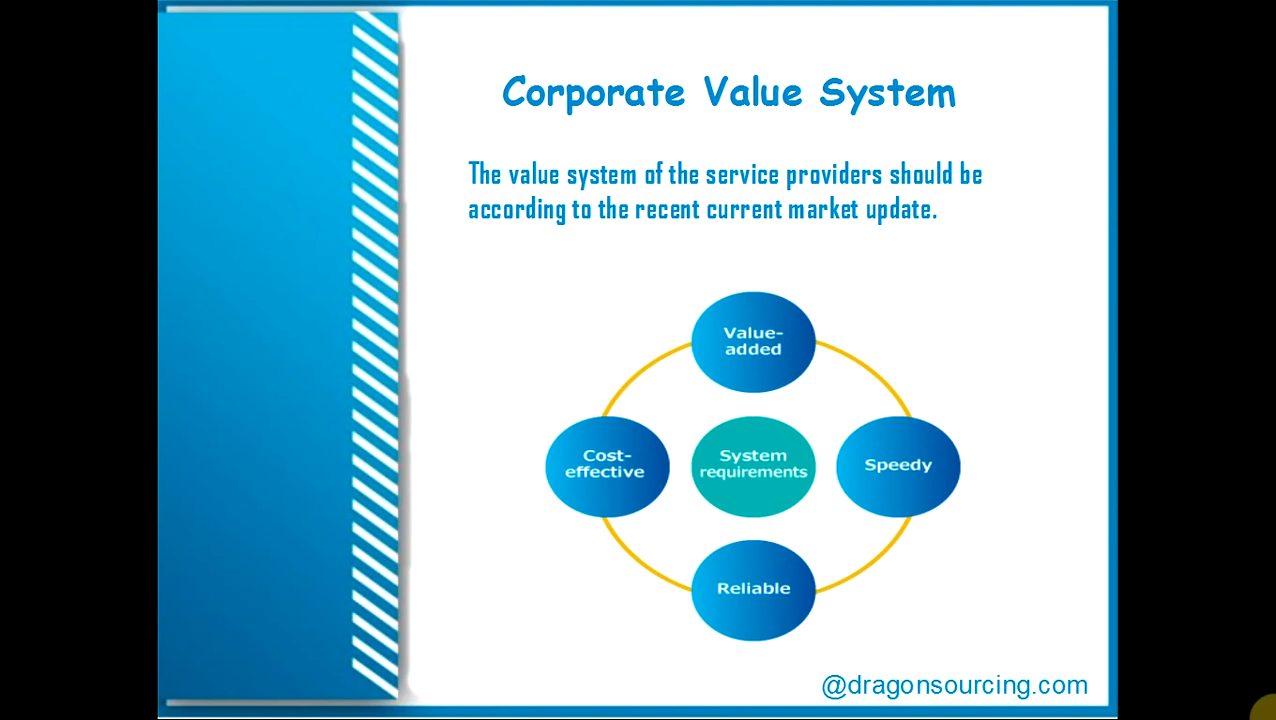 Corporate Value System
The value system of the service providers should be
according to the recent current market update.
Value-
added
Cost-
effective
System
requirements
Speedy
Reliable
@dragonsourcing.com